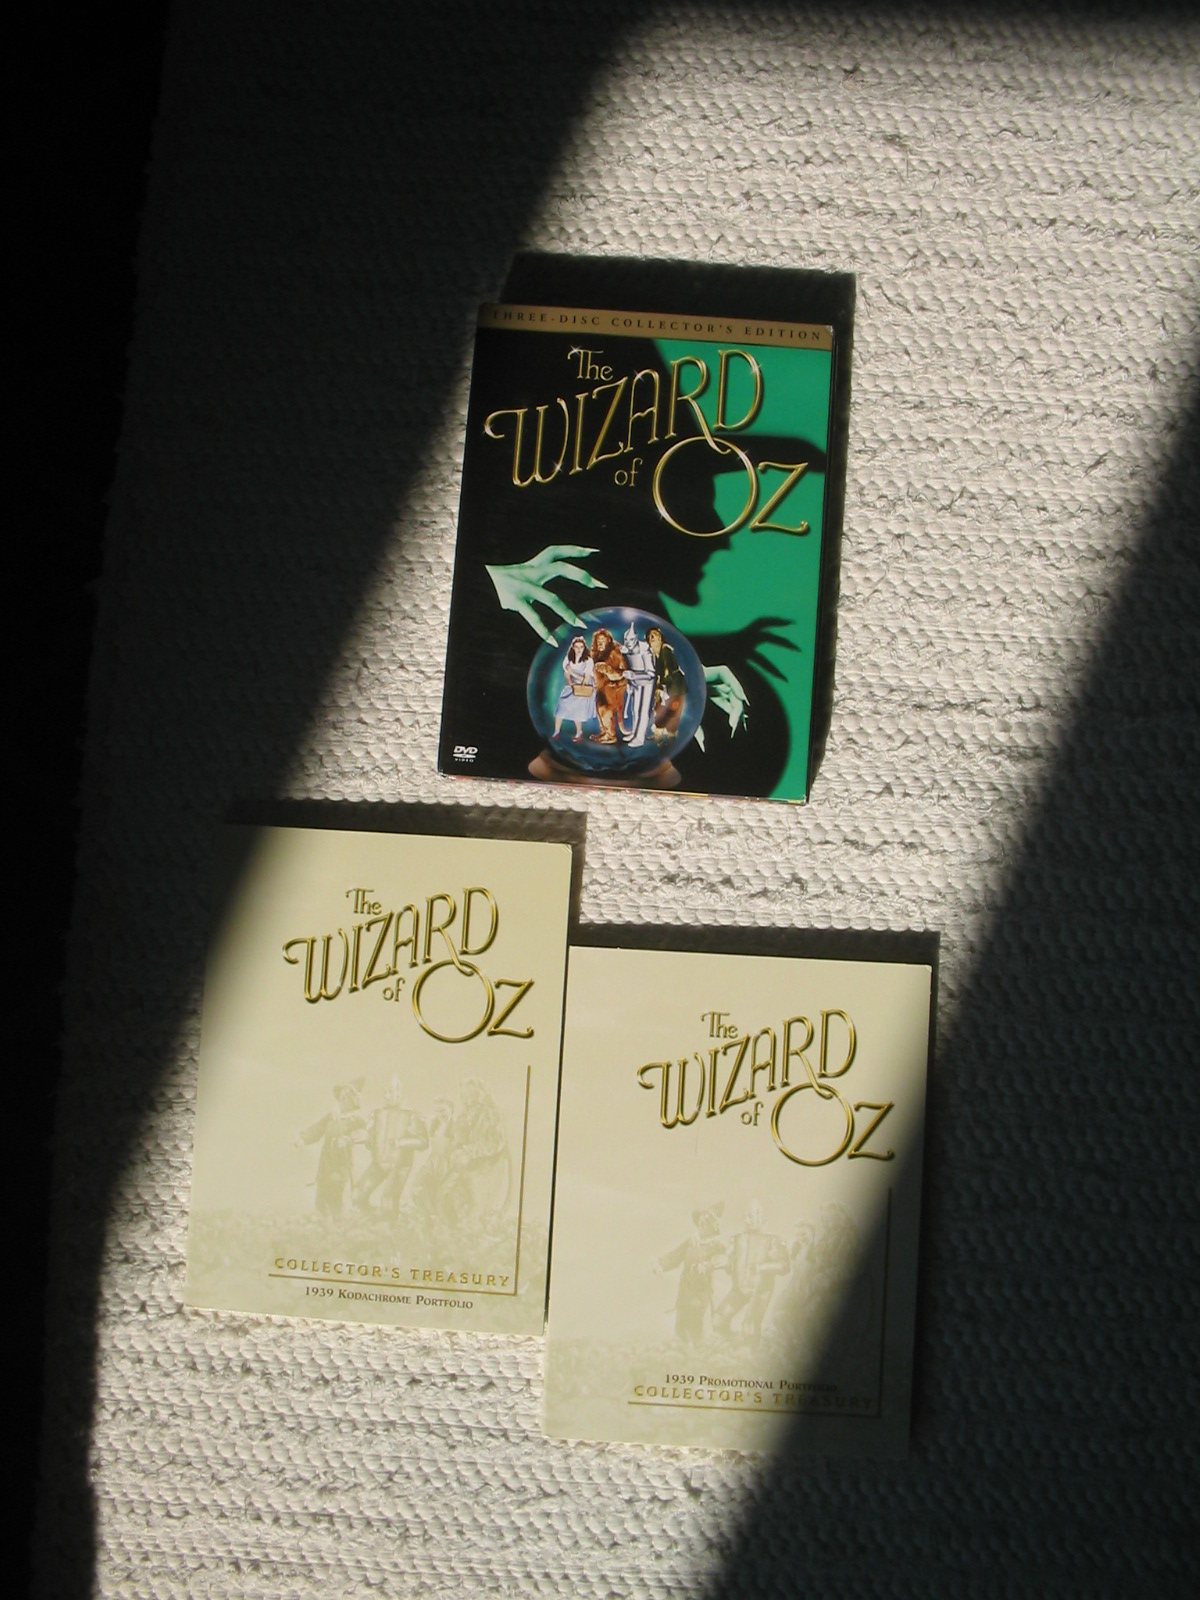 THREE-DISC COLLECTOR'S EDITION
The
WIZARD
of OZ
DVD
VIDEO
The
WIZARD
of OZ
COLLECTOR'S TREASURY
1939 KODACHROME PORTFOLIO
The
WIZARD
of OZ
1939 PROMOTIONAL PORTFOLIO
COLLECTOR'S TREASURY